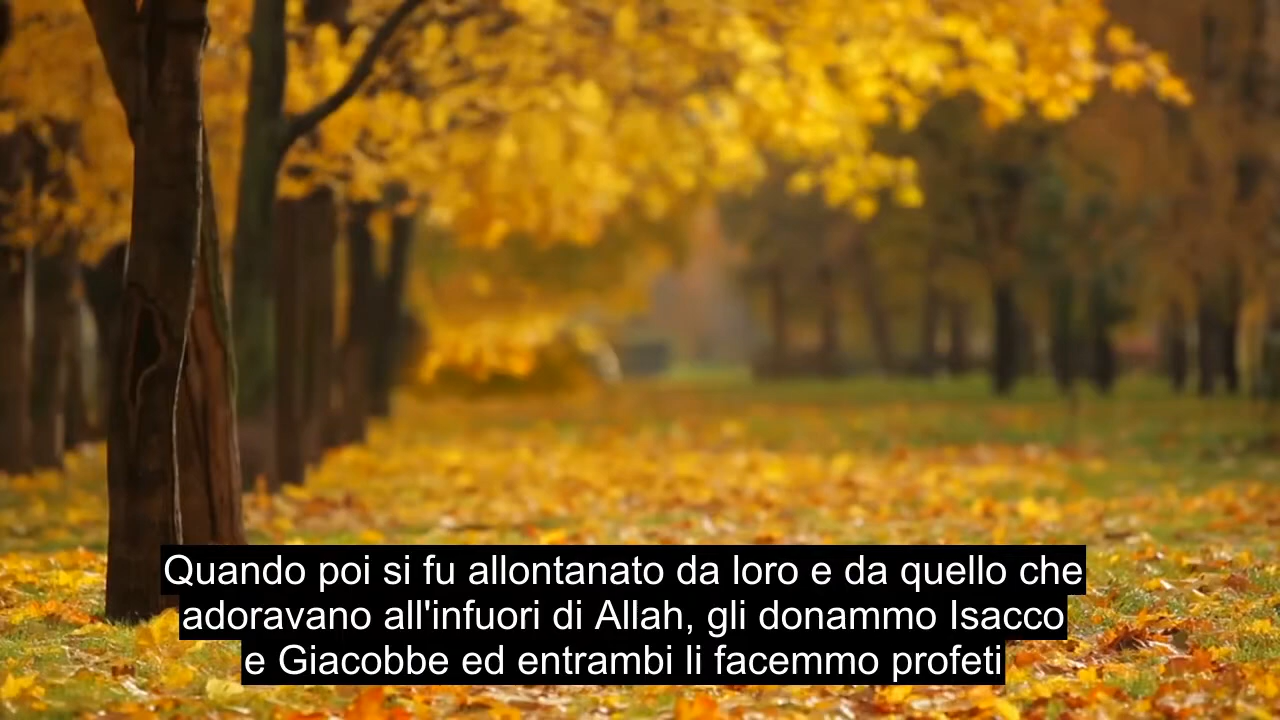 Quando poi si fu allontanato da loro e da quello che
adoravano all'infuori di Allah, gli donammo Isacco
e Giacobbe ed entrambi li facemmo profeti